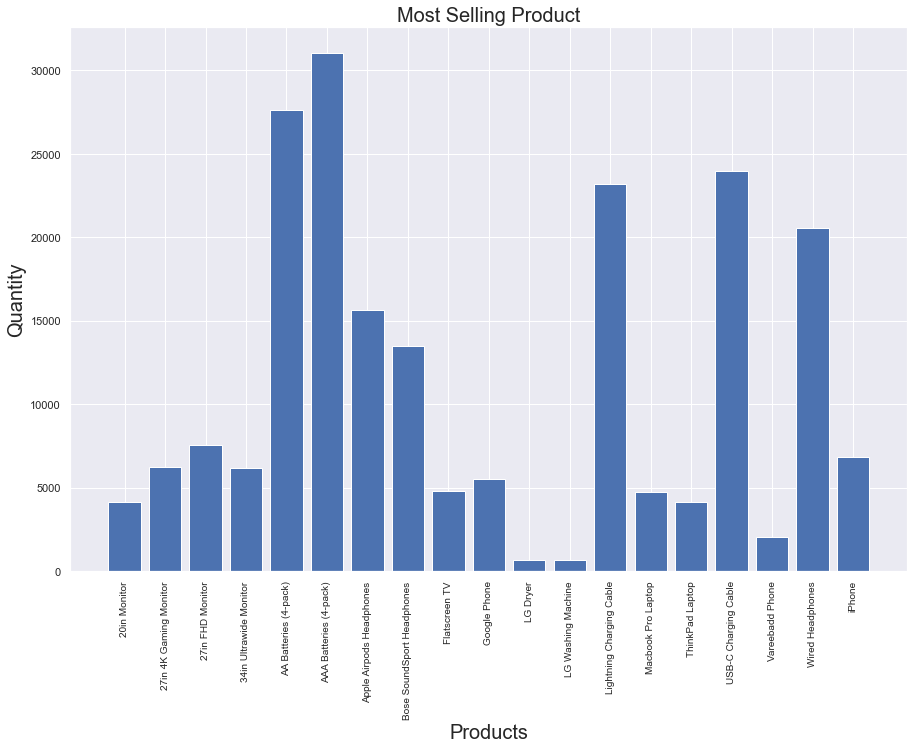 Most Selling Product
Quantity
30000
25000
20000
15000
10000
5000
0
20in Monitor
27in 4K Gaming Monitor
27in FHD Monitor
34in Ultrawide Monitor
AA Batteries (4-pack)
AAA Batteries (4-pack)
Apple Airpods Headphones
Bose SoundSport Headphones
Flatscreen TV
Google Phone
LG Dryer
LG Washing Machine
Lightning Charging Cable
Macbook Pro Laptop
ThinkPad Laptop
USB-C Charging Cable
Vareebadd Phone
Wired Headphones
iPhone
Products